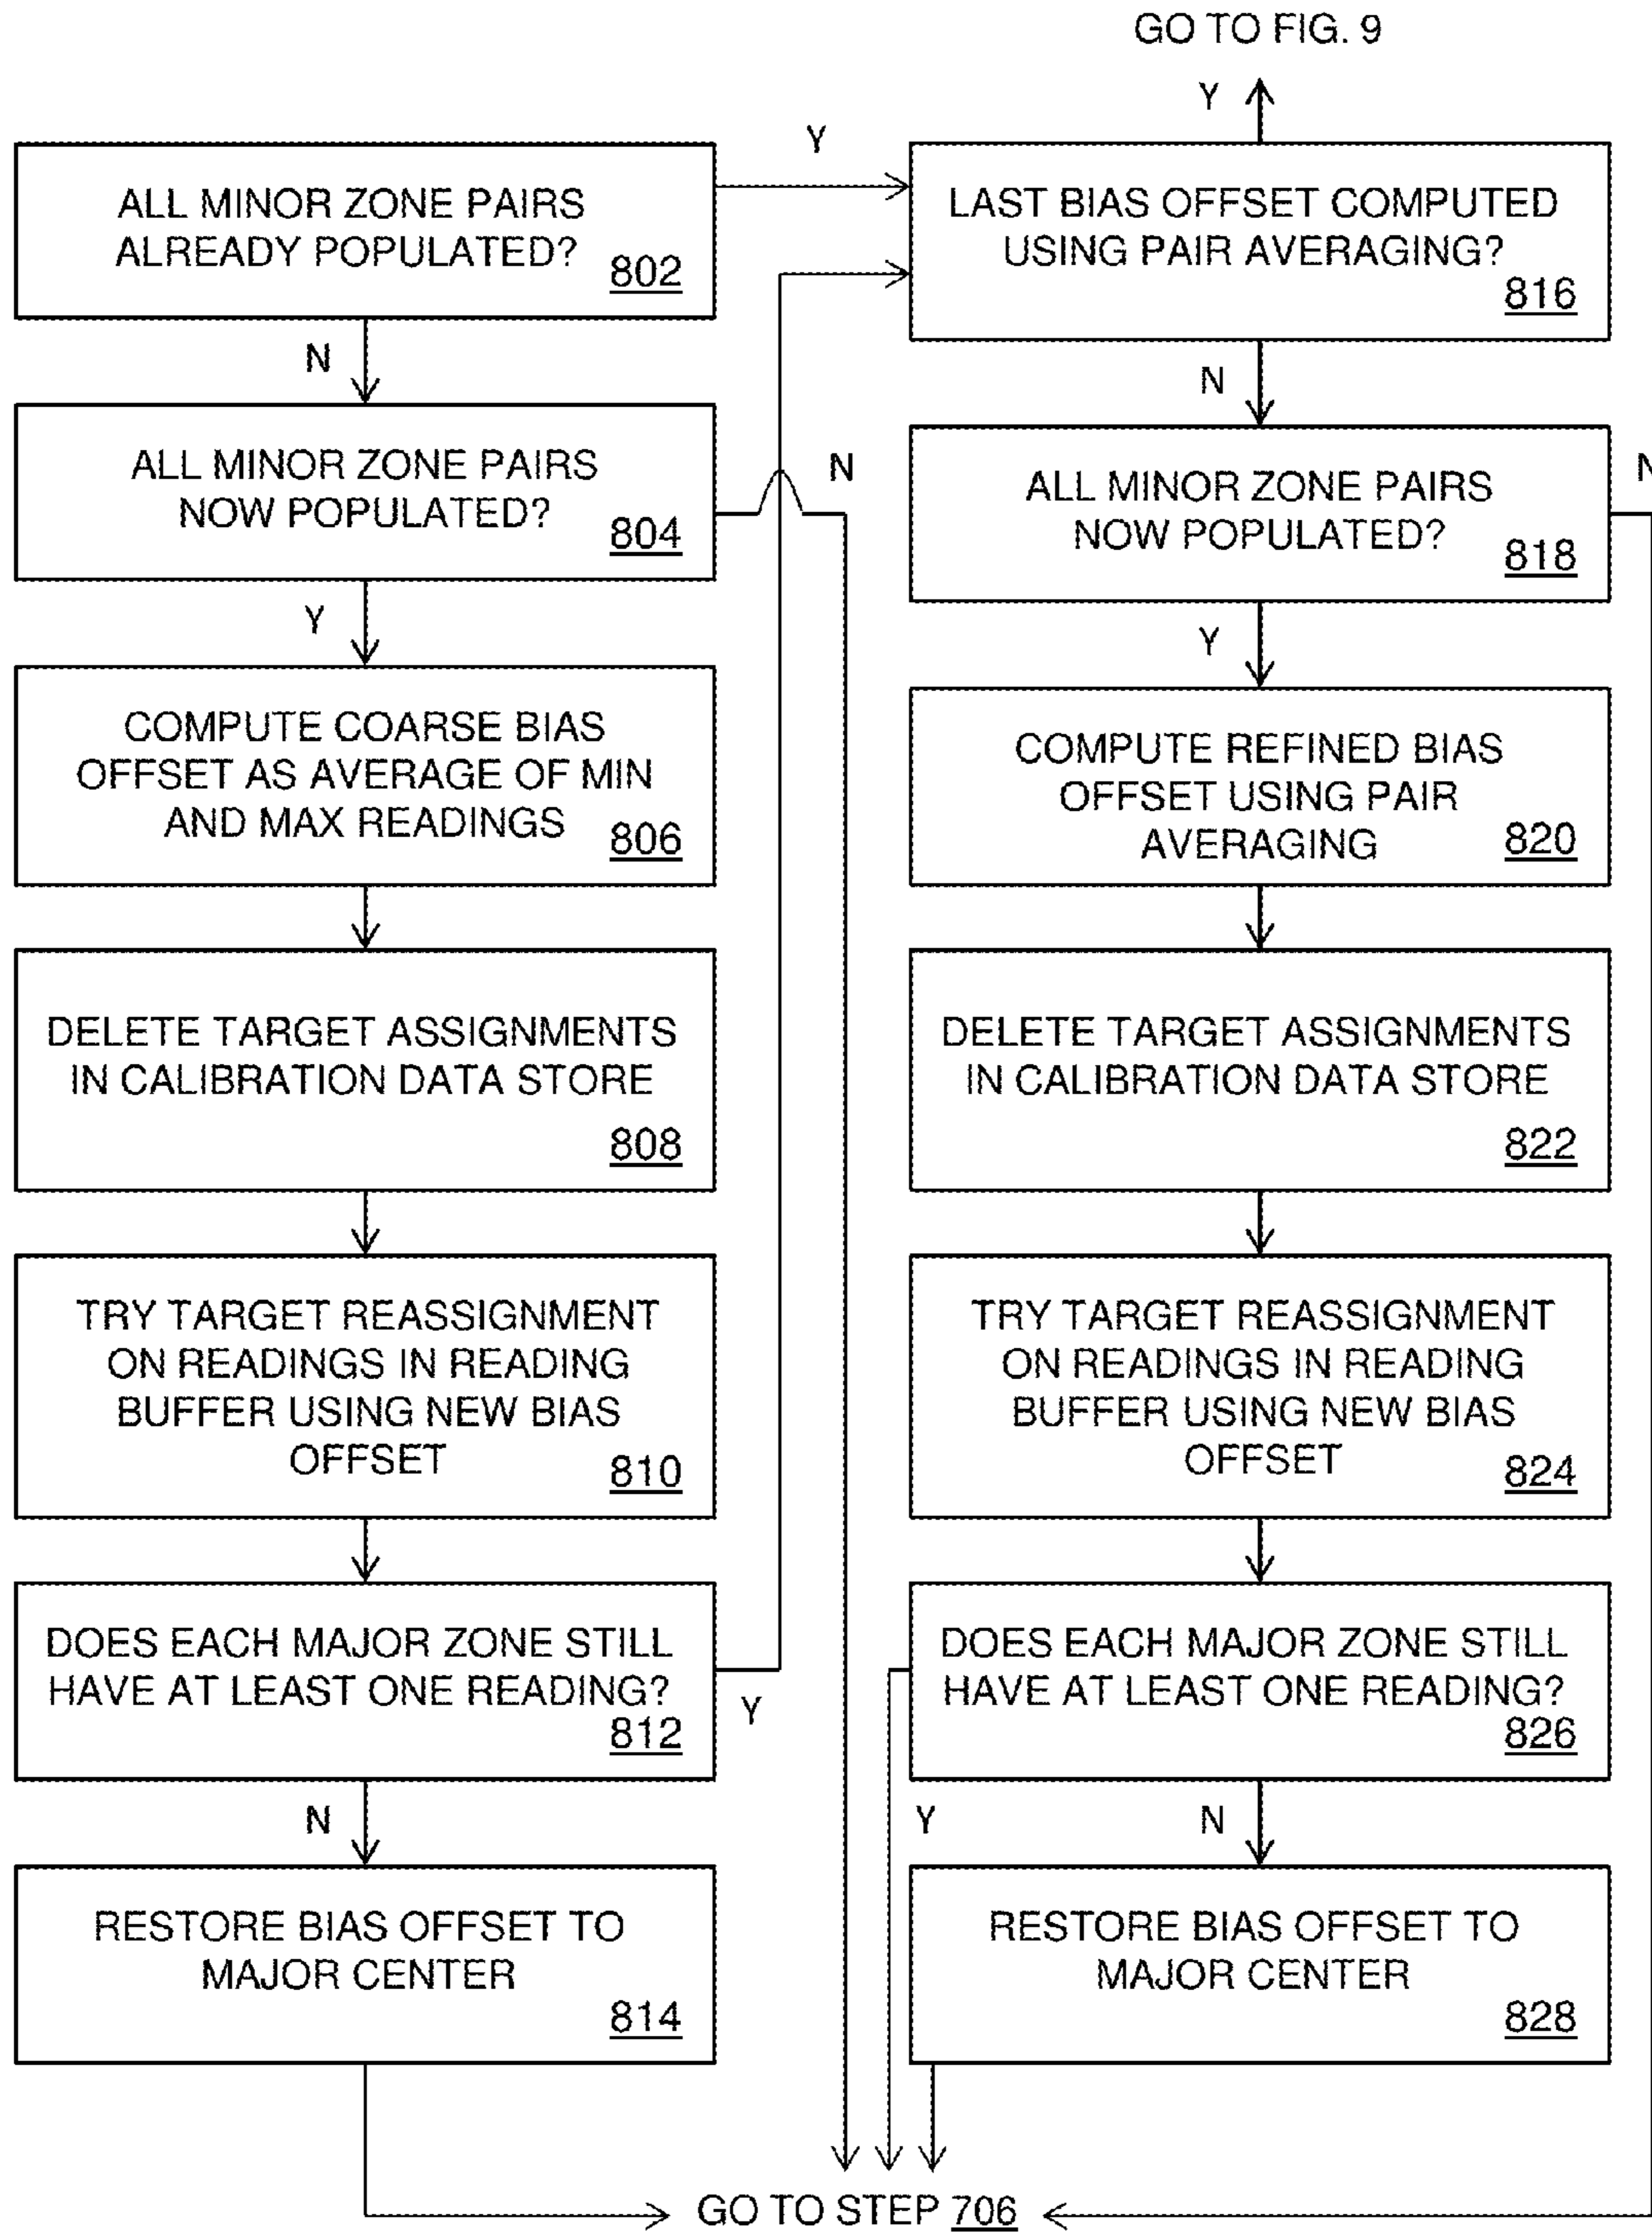 GO TO FIG. 9
Y
Y
ALL MINOR ZONE PAIRS
ALREADY POPULATED?
802
N
ALL MINOR ZONE PAIRS
NOW POPULATED?
804
N
Y
COMPUTE COARSE BIAS
OFFSET AS AVERAGE OF MIN
AND MAX READINGS
806
DELETE TARGET ASSIGNMENTS
IN CALIBRATION DATA STORE
808
TRY TARGET REASSIGNMENT
ON READINGS IN READING
BUFFER USING NEW BIAS
OFFSET
810
DOES EACH MAJOR ZONE STILL
HAVE AT LEAST ONE READING?
812
Y
N
RESTORE BIAS OFFSET TO
MAJOR CENTER
814
LAST BIAS OFFSET COMPUTED
USING PAIR AVERAGING?
816
N
ALL MINOR ZONE PAIRS
NOW POPULATED?
818
N
Y
COMPUTE REFINED BIAS
OFFSET USING PAIR
AVERAGING
820
DELETE TARGET ASSIGNMENTS
IN CALIBRATION DATA STORE
822
TRY TARGET REASSIGNMENT
ON READINGS IN READING
BUFFER USING NEW BIAS
OFFSET
824
DOES EACH MAJOR ZONE STILL
HAVE AT LEAST ONE READING?
826
Y
N
RESTORE BIAS OFFSET TO
MAJOR CENTER
828
GO TO STEP 706